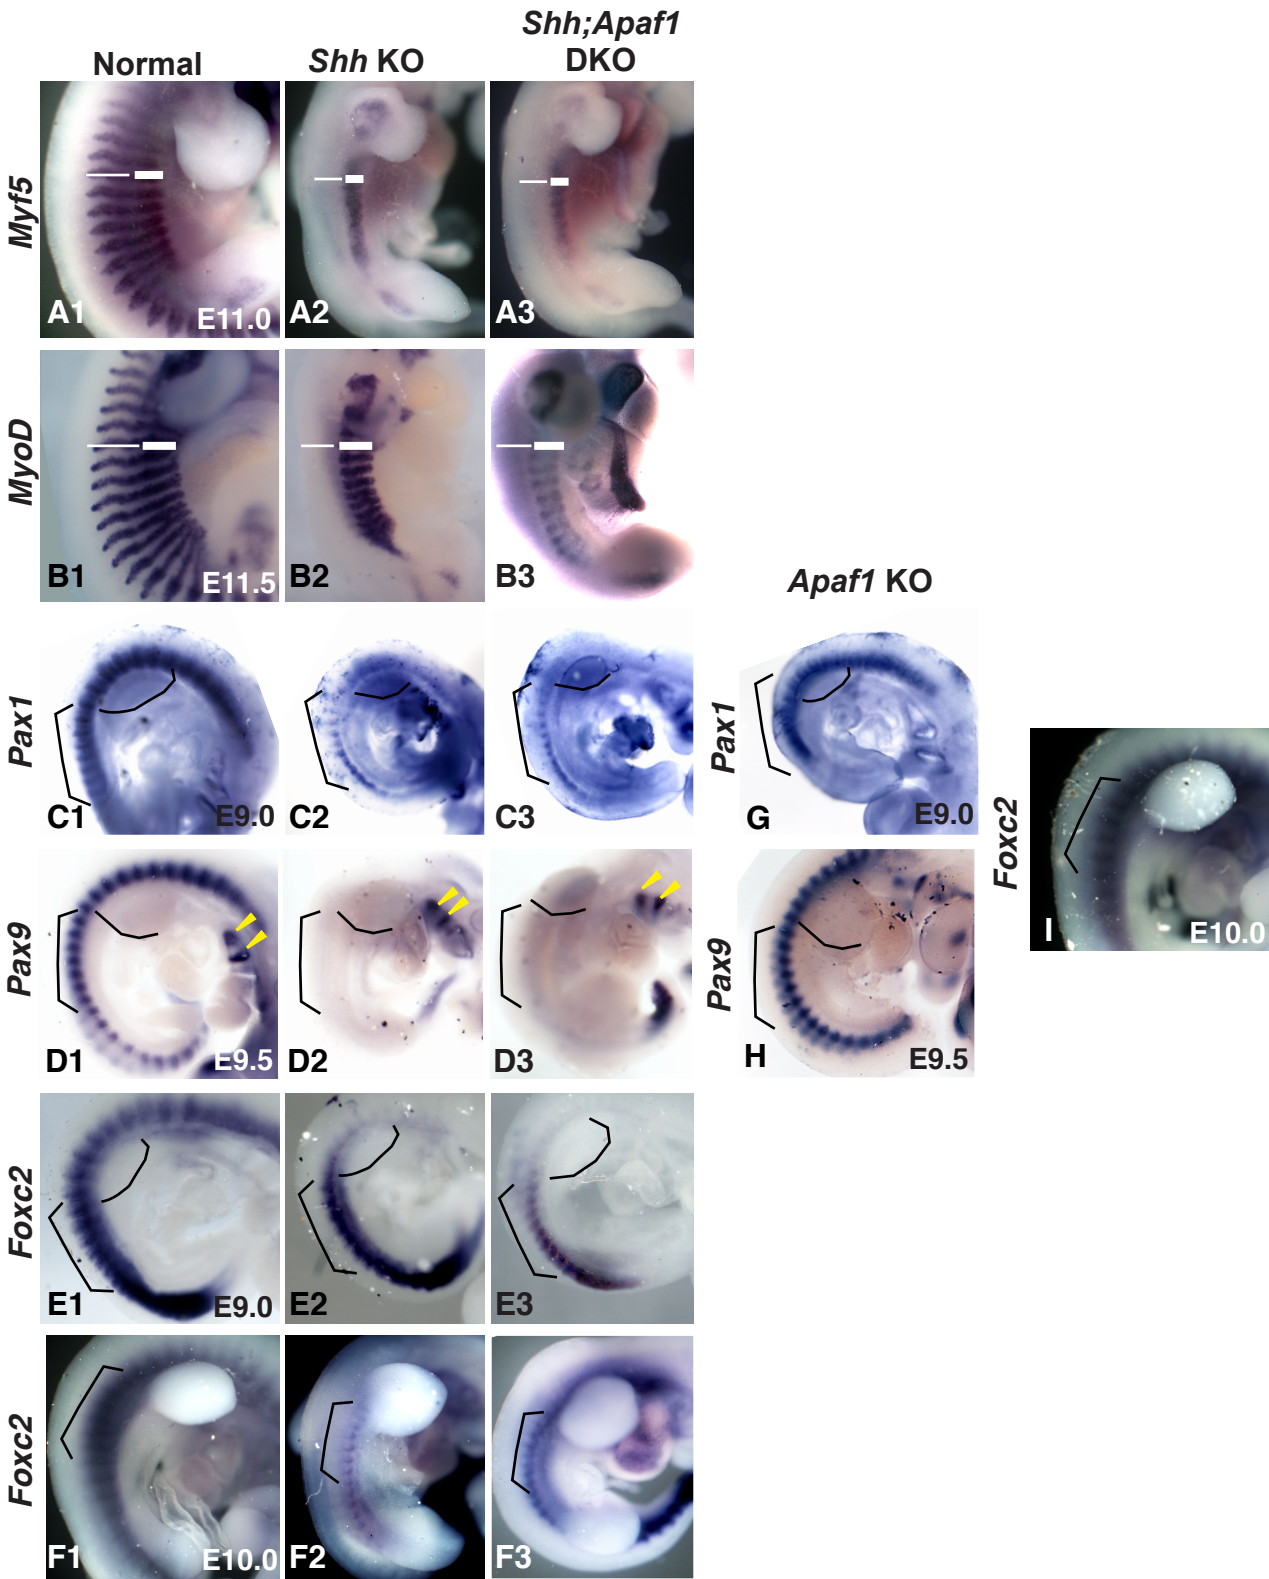 Normal
Shh KO
Shh;Apaf1
DKO
Myf5
A1
E11.0
A2
A3
MyoD
B1
E11.5
B2
B3
Apaf1 KO
Pax1
C1
E9.0
C2
C3
Pax1
G
E9.0
Pax9
D1
E9.5
D2
D3
Pax9
H
E9.5
Foxc2
I
E10.0
Foxc2
E1
E9.0
E2
E3
Foxc2
F1
E10.0
F2
F3